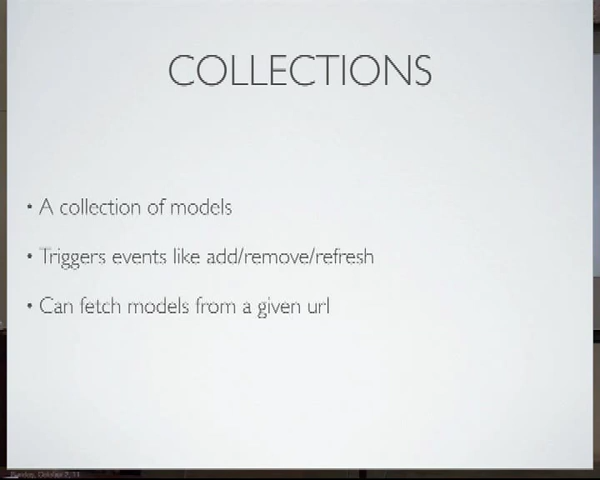 COLLECTIONS
• A collection of models
• Triggers events like add/remove/refresh
• Can fetch models from a given url